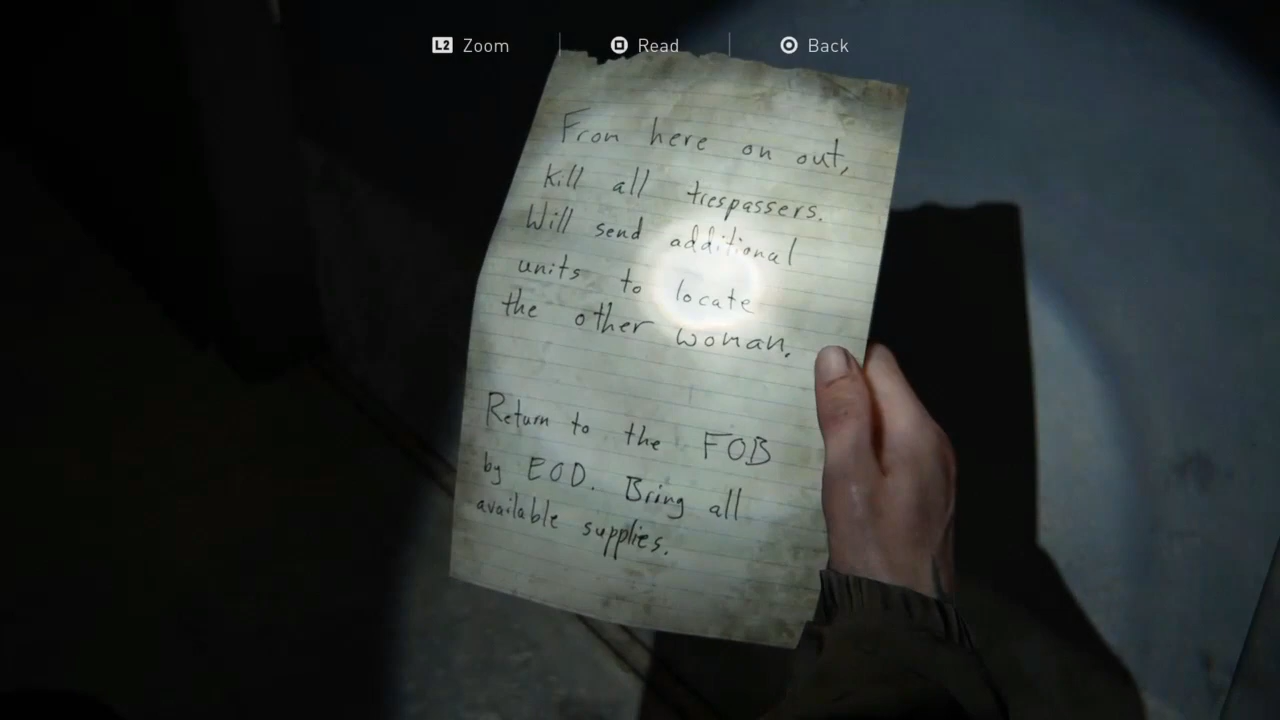 L2 Zoom Read Back
From here on out,
kill all trespassers.
Will send additional
units to locate
the other woman.
Return to the FOB
by EOD. Bring all
available supplies.